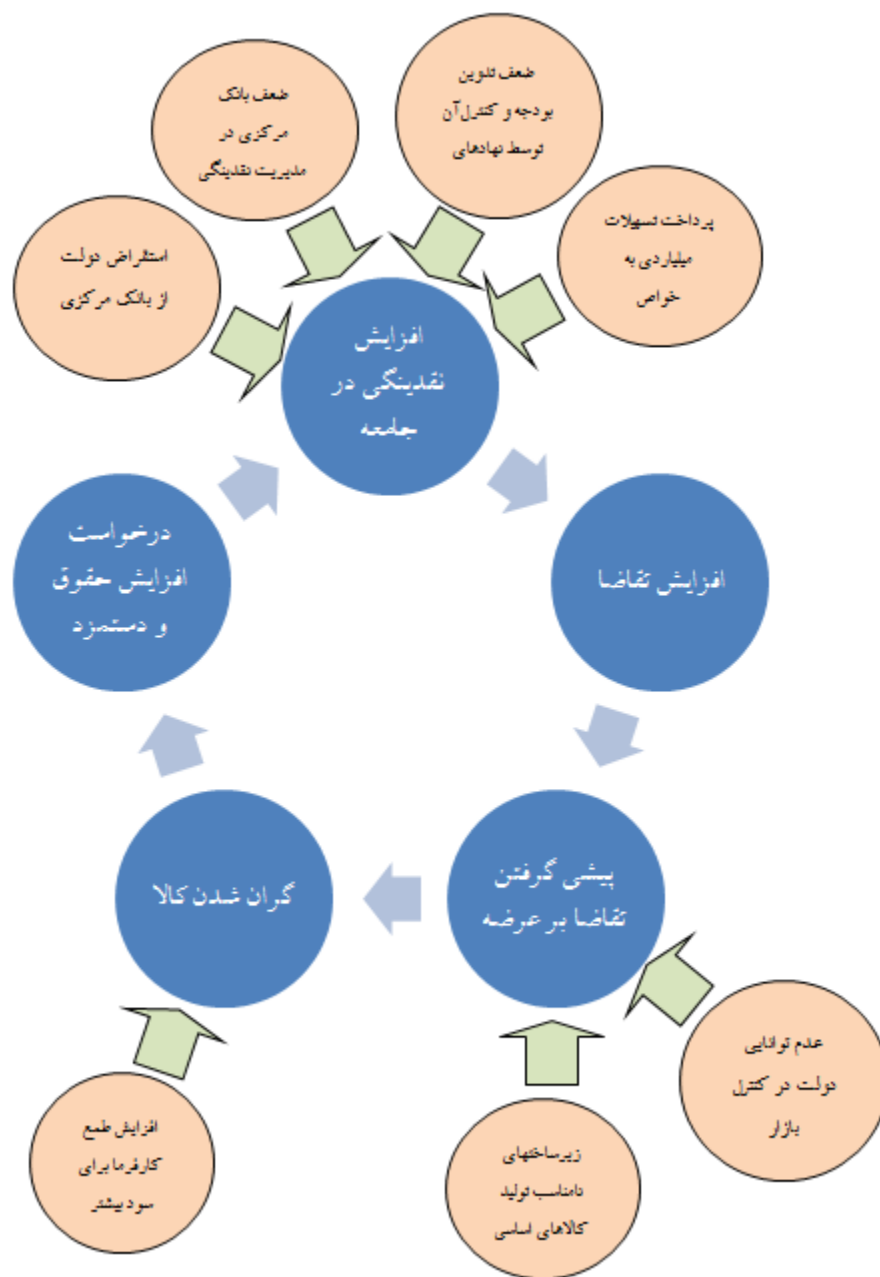 ضعف تدوین
بودجه و کنترل آن
توسط نهادهای
ضعف بانک
مرکزی در
مدیریت نقدینگی
پرداخت تسهیلات
میلیاردی به
خواص
استقراض دولت
از بانک مرکزی
افزایش
نقدینگی در
جامعه
افزایش تقاضا
درخواست
افزایش حقوق
و دستمزد
پیشی گرفتن
تقاضا بر عرضه
گران شدن کالا
عدم توانایی
دولت در کنترل
بازار
زیرساختهای
نامناسب تولید
کالاهای اساسی
افزایش طمع
کارفرما برای
سود بیشتر